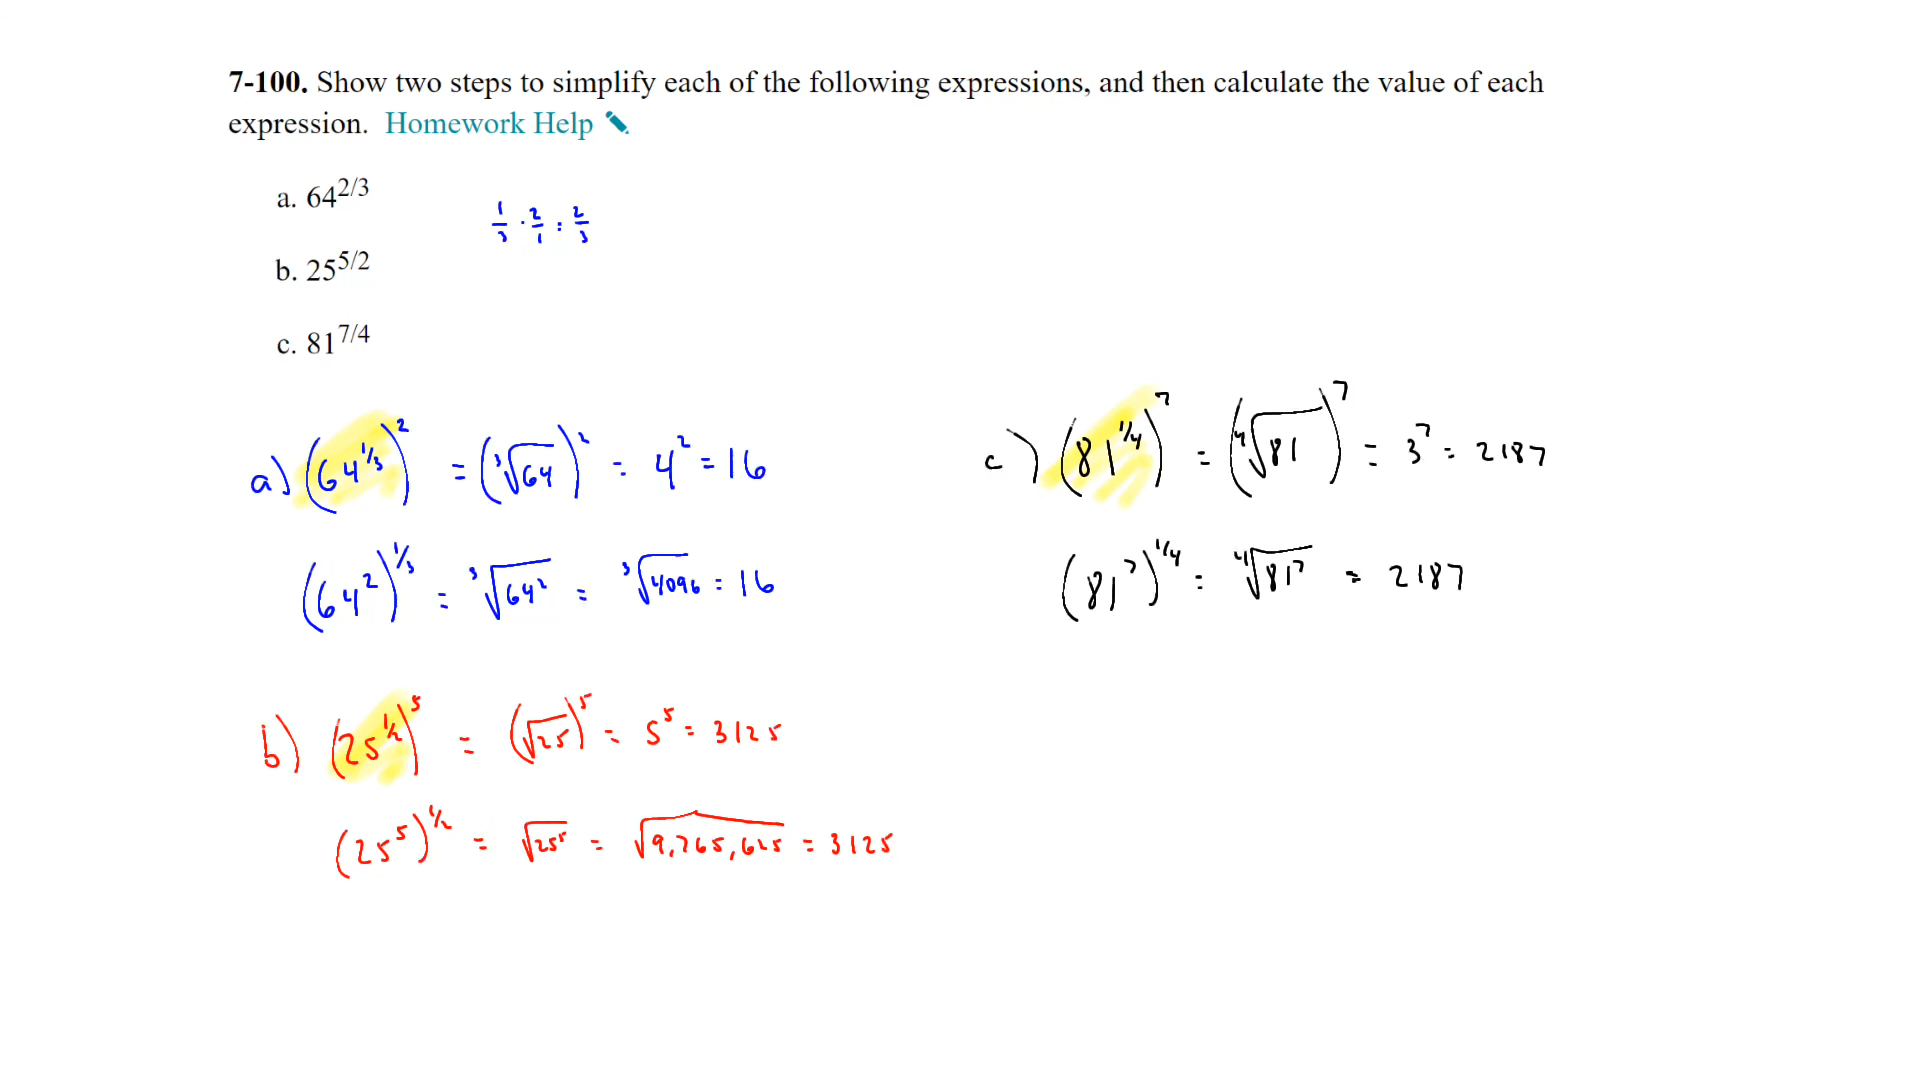 7-100. Show two steps to simplify each of the following expressions, and then calculate the value of each
expression. Homework Help
a. 64^2/3
1/3 · 2/1 = 2/3
b. 25^5/2
c. 81^7/4
a) (64^1/3)^2 = (³√64)^2 = 4^2 = 16
(64^2)^1/3 = ³√64^2 = ³√4096 = 16
b) (25^1/2)^5 = (√25)^5 = 5^5 = 3125
(25^5)^1/2 = √25^5 = √9,765,625 = 3125
c) (81^1/4)^7 = (⁴√81)^7 = 3^7 = 2187
(81^7)^1/4 = ⁴√81^7 = 2187